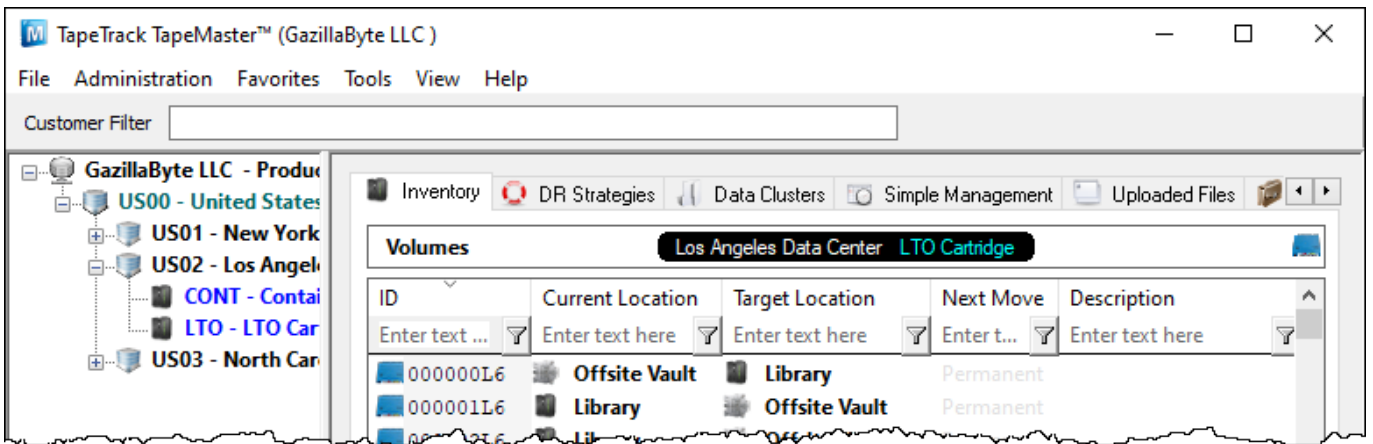 TapeTrack TapeMaster™ (GazillaByte LLC )
File Administration Favorites Tools View Help
Customer Filter
GazillaByte LLC - Produc
US00 - United States
US01 - New York
US02 - Los Angel
CONT - Contai
LTO - LTO Car
US03 - North Car
Inventory DR Strategies Data Clusters Simple Management Uploaded Files
Volumes Los Angeles Data Center LTO Cartridge
ID Current Location Target Location Next Move Description
Enter text ... Enter text here Enter text here Enter t... Enter text here
000000L6 Offsite Vault Library Permanent
000001L6 Library Offsite Vault Permanent